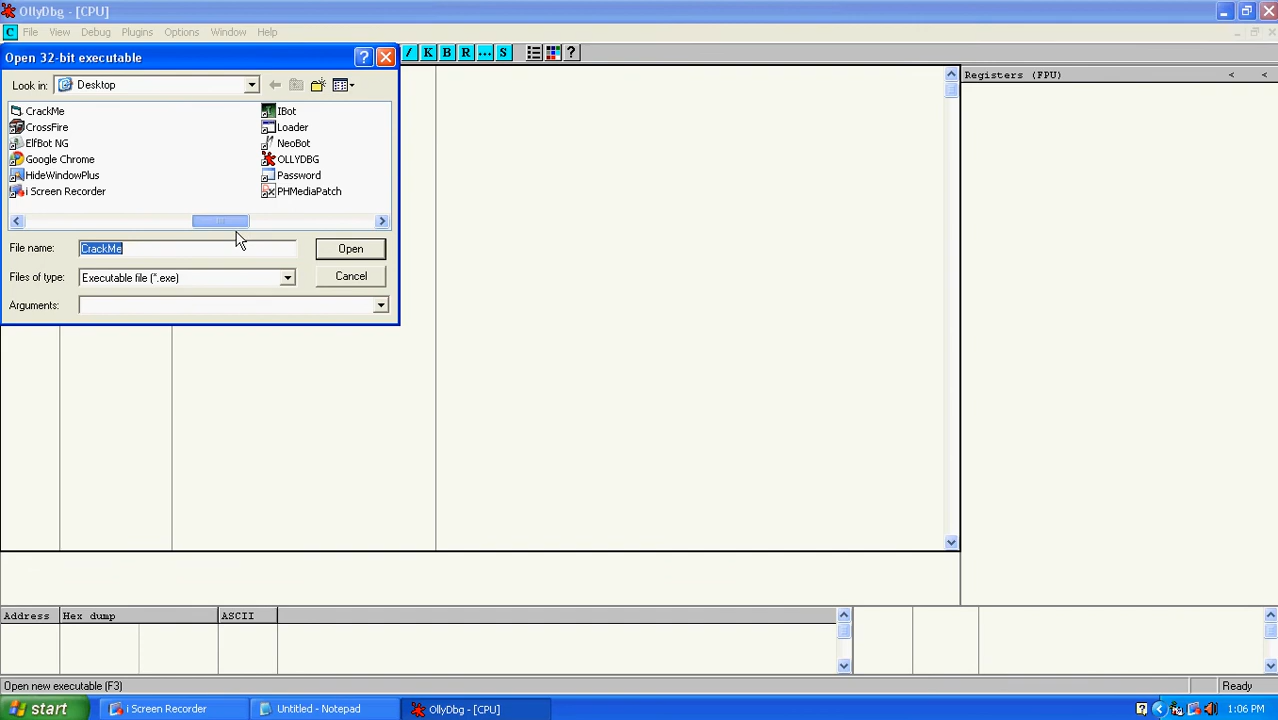 OllyDbg - [CPU]
C File View Debug Plugins Options Window Help
Open 32-bit executable
/ K B R ... S ?
Look in: Desktop
Registers (FPU) < <
CrackMe
CrossFire
ElfBot NG
Google Chrome
HideWindowPlus
i Screen Recorder
IBot
Loader
NeoBot
OLLYDBG
Password
PHMediaPatch
File name: CrackMe Open
Files of type: Executable file (*.exe) Cancel
Arguments:
Address Hex dump ASCII
Open new executable (F3) Ready
start i Screen Recorder Untitled - Notepad OllyDbg - [CPU] 1:06 PM